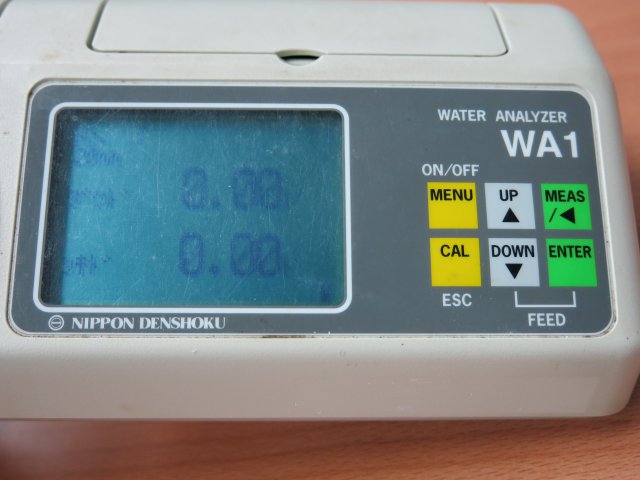 WATER ANALYZER
WA1
ON/OFF
MENU
UP
MEAS
CAL
DOWN
ENTER
ESC
FEED
0.00
0.00
NIPPON DENSHOKU